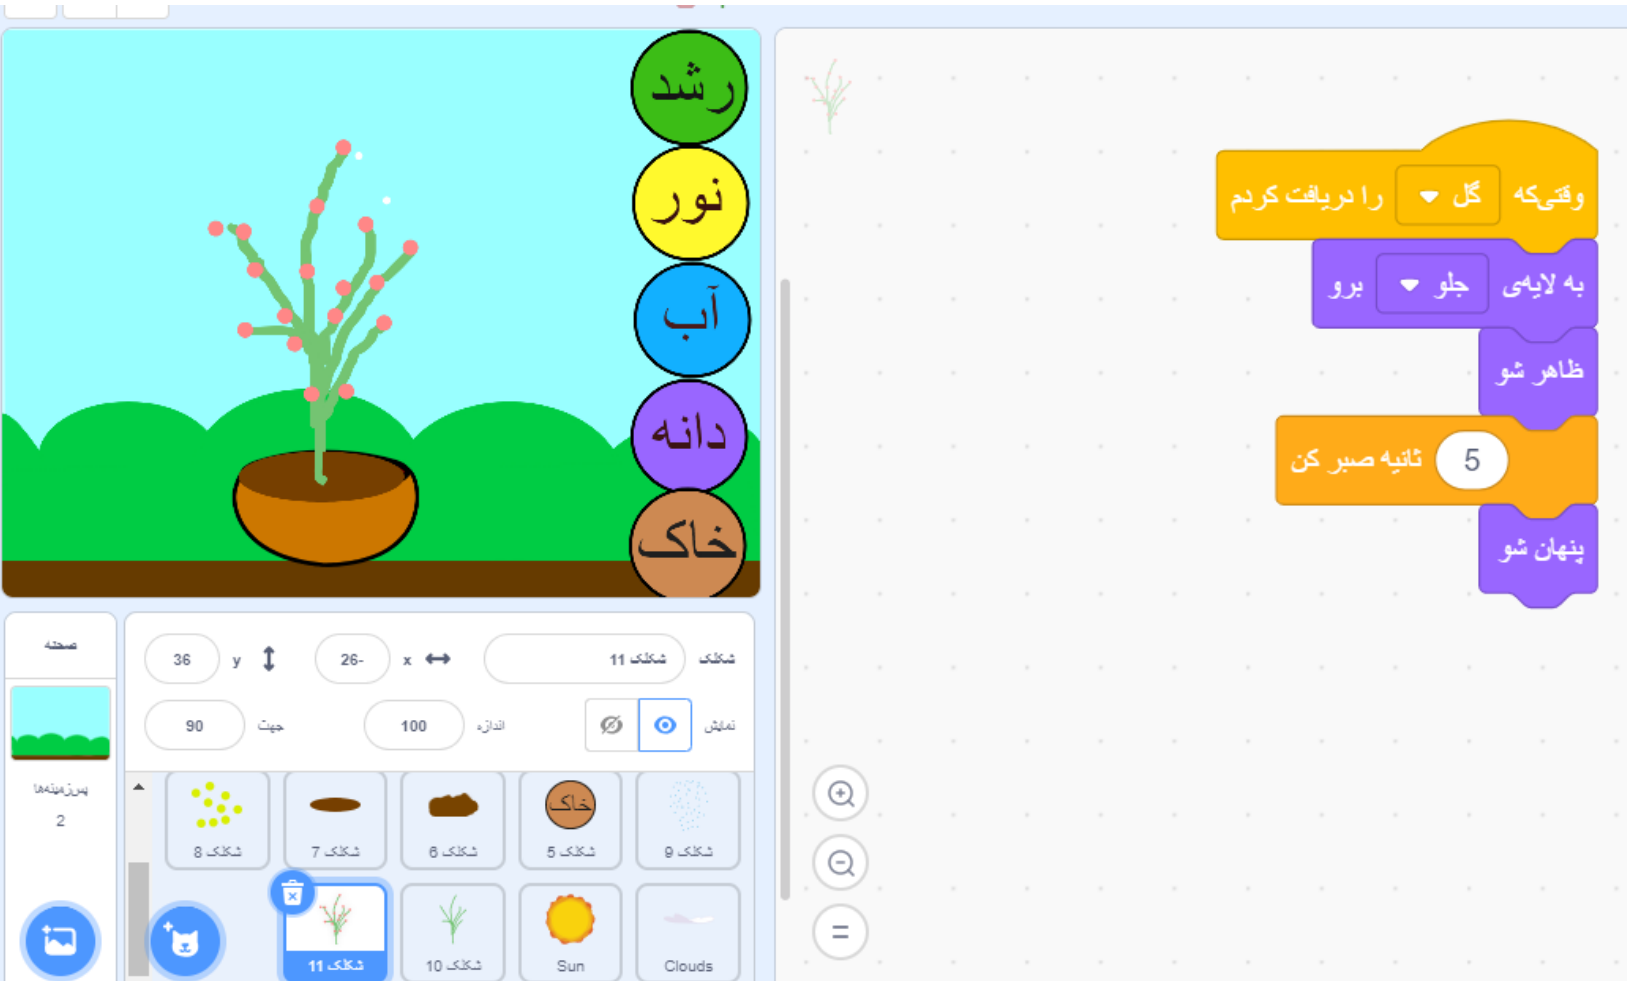 رشد
نور
آب
دانه
خاک
وقتی‌که گل را دریافت کردم
به لایه‌ی جلو برو
ظاهر شو
5 ثانیه صبر کن
پنهان شو
صحنه
پس‌زمینه‌ها
2
شکلک شکلک 11 x -26 y 36
نمایش اندازه 100 جهت 90
شکلک 9 خاک شکلک 5 شکلک 6 شکلک 7 شکلک 8
Clouds Sun شکلک 10 شکلک 11